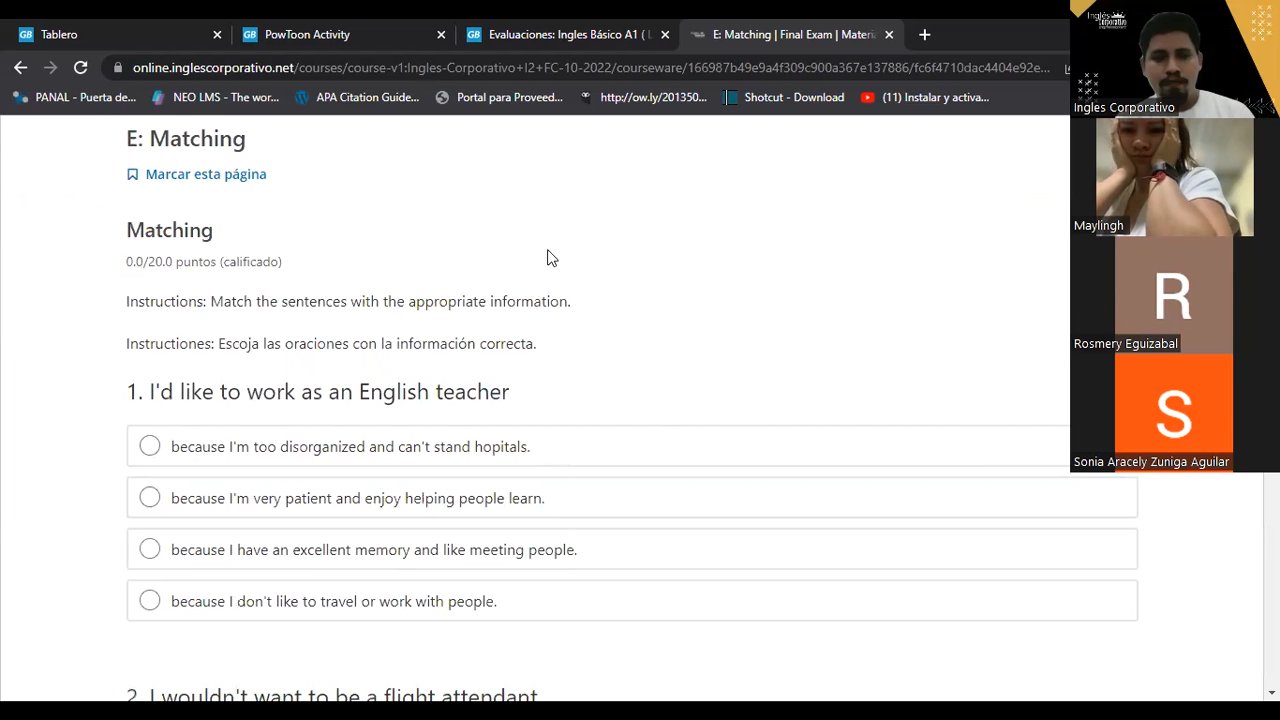 Tablero
PowToon Activity
Evaluaciones: Ingles Básico A1 (
E: Matching | Final Exam | Materi
online.inglescorporativo.net/courses/course-v1:Ingles-Corporativo+I2+FC-10-2022/courseware/166987b49e9a4f309c900a367e137886/fc6f4710dac4404e92e...
PANAL - Puerta de...
NEO LMS - The wor...
APA Citation Guide...
Portal para Proveed...
http://ow.ly/201350...
Shotcut - Download
(11) Instalar y activa...
E: Matching
Marcar esta página
Matching
0.0/20.0 puntos (calificado)
Instructions: Match the sentences with the appropriate information.
Instructiones: Escoja las oraciones con la información correcta.
1. I'd like to work as an English teacher
because I'm too disorganized and can't stand hopitals.
because I'm very patient and enjoy helping people learn.
because I have an excellent memory and like meeting people.
because I don't like to travel or work with people.
2. I wouldn't want to be a flight attendant
Inglés
Corporativo
Ingles Corporativo
Maylingh
R
Rosmery Eguizabal
S
Sonia Aracely Zuniga Aguilar